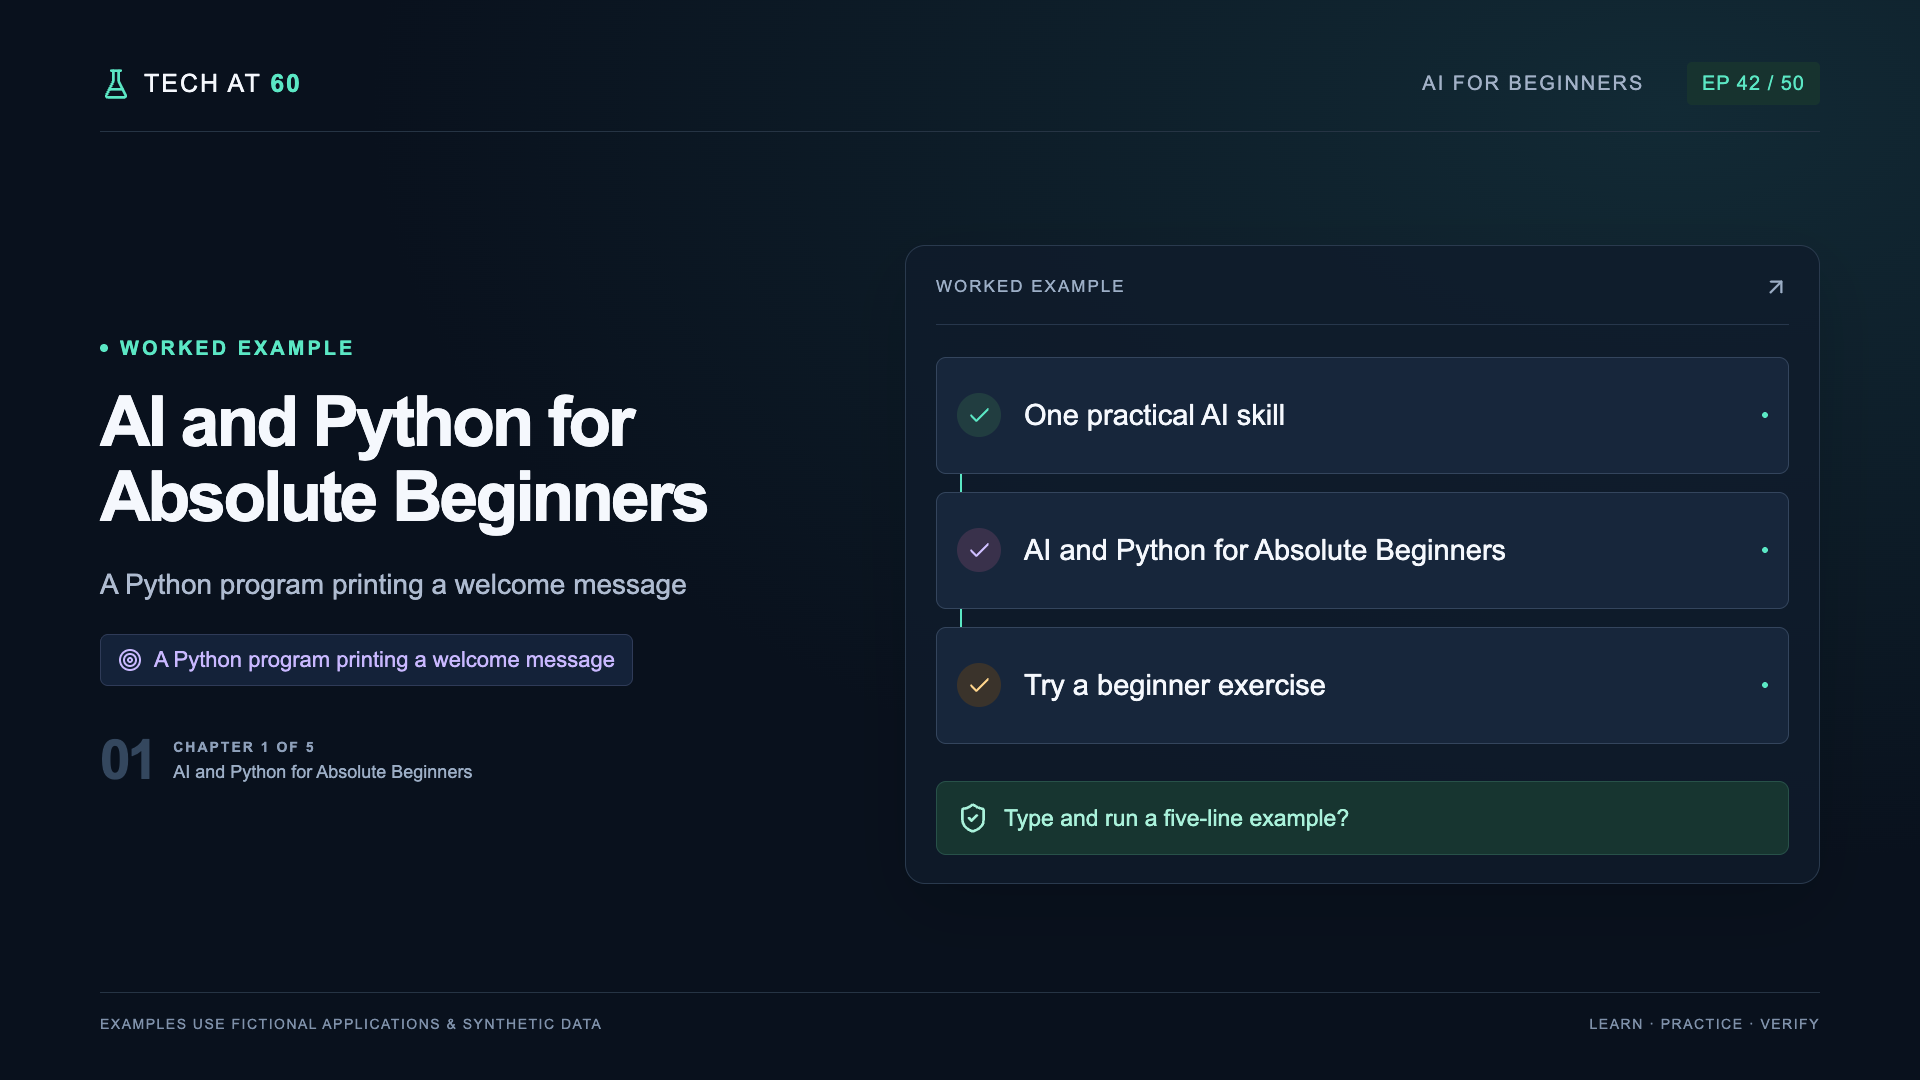 TECH AT 60
AI FOR BEGINNERS
EP 42 / 50
WORKED EXAMPLE
AI and Python for
Absolute Beginners
A Python program printing a welcome message
A Python program printing a welcome message
01
CHAPTER 1 OF 5
AI and Python for Absolute Beginners
WORKED EXAMPLE
One practical AI skill
AI and Python for Absolute Beginners
Try a beginner exercise
Type and run a five-line example?
EXAMPLES USE FICTIONAL APPLICATIONS & SYNTHETIC DATA
LEARN · PRACTICE · VERIFY